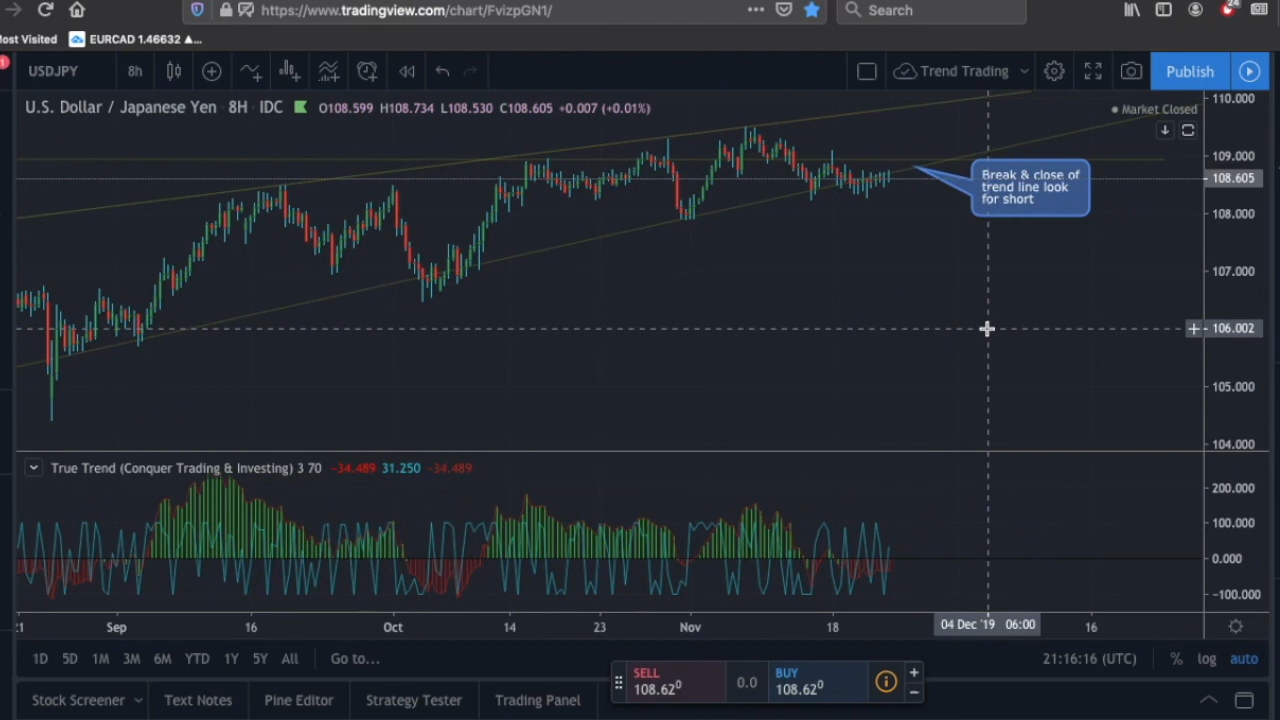 https://www.tradingview.com/chart/FvizpGN1/
Search
24
ost Visited
EURCAD 1.46632 ▲...
USDJPY
8h
Trend Trading
Publish
U.S. Dollar / Japanese Yen 8H IDC O108.599 H108.734 L108.530 C108.605 +0.007 (+0.01%)
Market Closed
110.000
109.000
108.605
108.000
107.000
106.002
105.000
104.000
Break & close of
trend line look
for short
True Trend (Conquer Trading & Investing) 3 70 −34.489 31.250 −34.489
200.000
100.000
0.000
-100.000
21 Sep 16 Oct 14 23 Nov 18 04 Dec '19 06:00 16
1D 5D 1M 3M 6M YTD 1Y 5Y All Go to... 21:16:16 (UTC) % log auto
SELL
108.62⁰
0.0
BUY
108.62⁰
Stock Screener Text Notes Pine Editor Strategy Tester Trading Panel